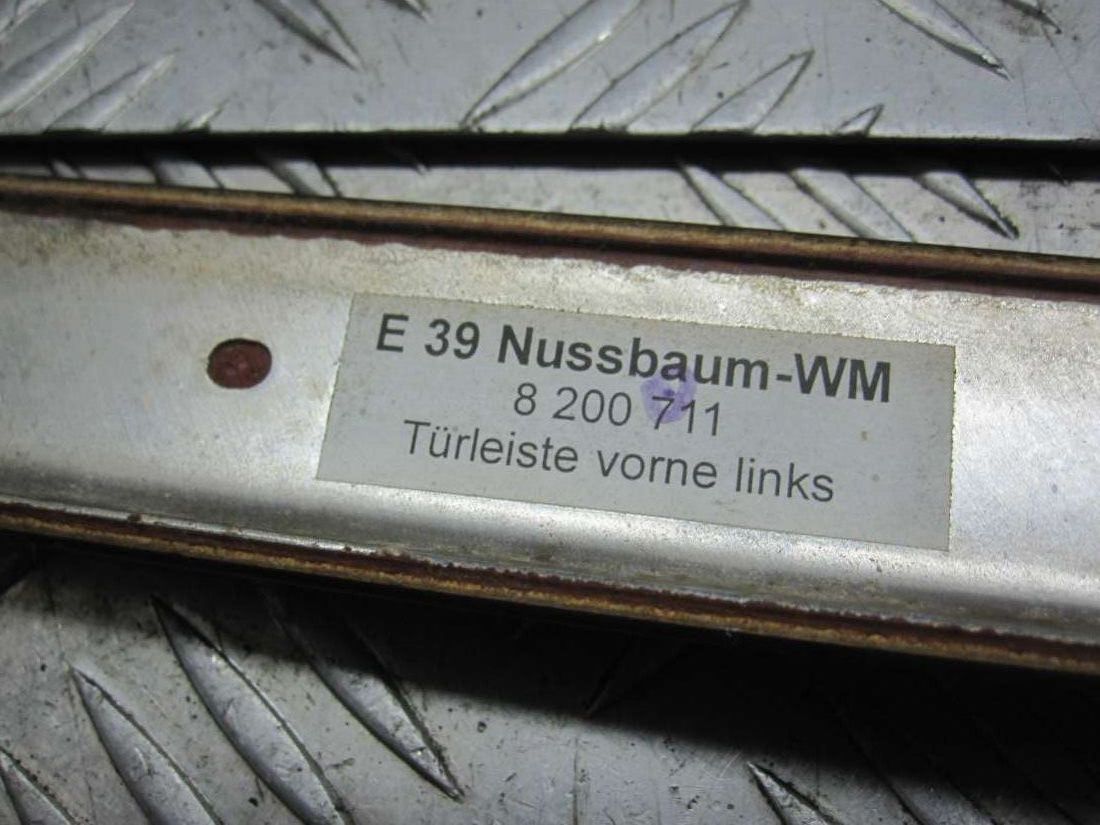 E 39 Nussbaum-WM
8 200 711
Türleiste vorne links